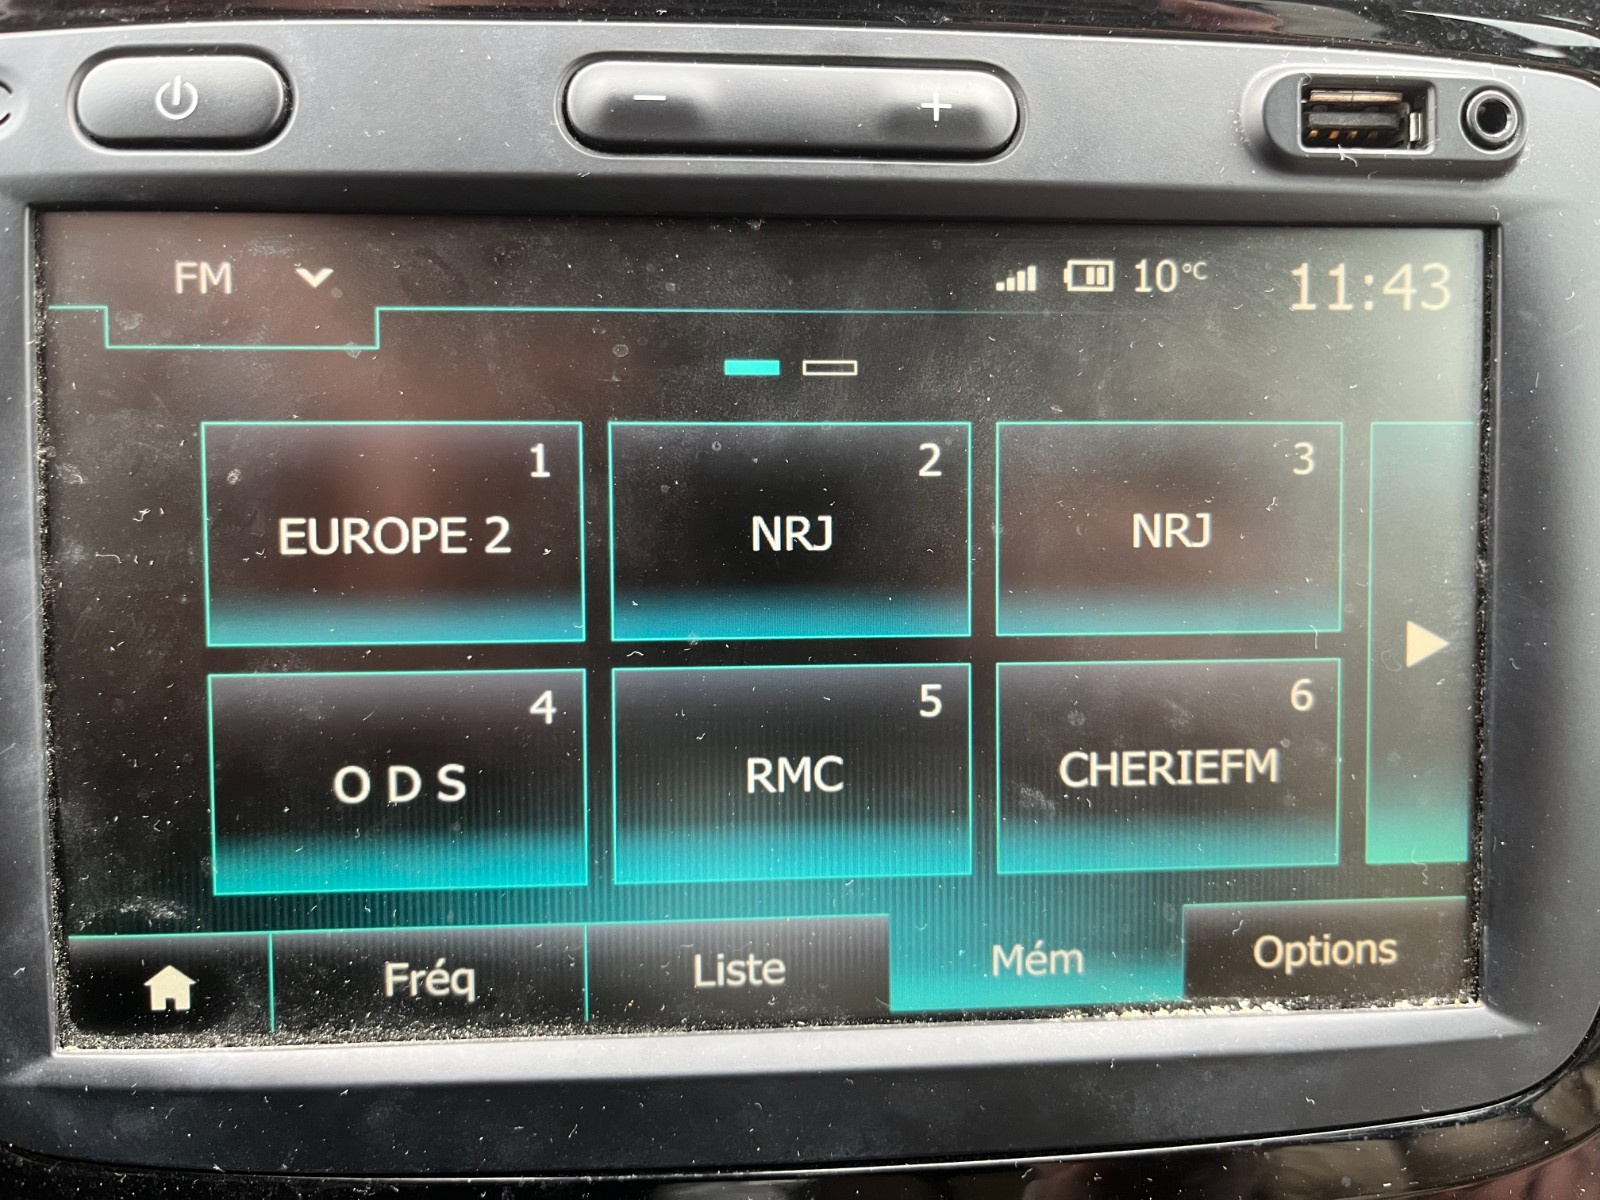 FM
10°C
11:43
1
EUROPE 2
2
NRJ
3
NRJ
4
O D S
5
RMC
6
CHERIEFM
Fréq
Liste
Mém
Options